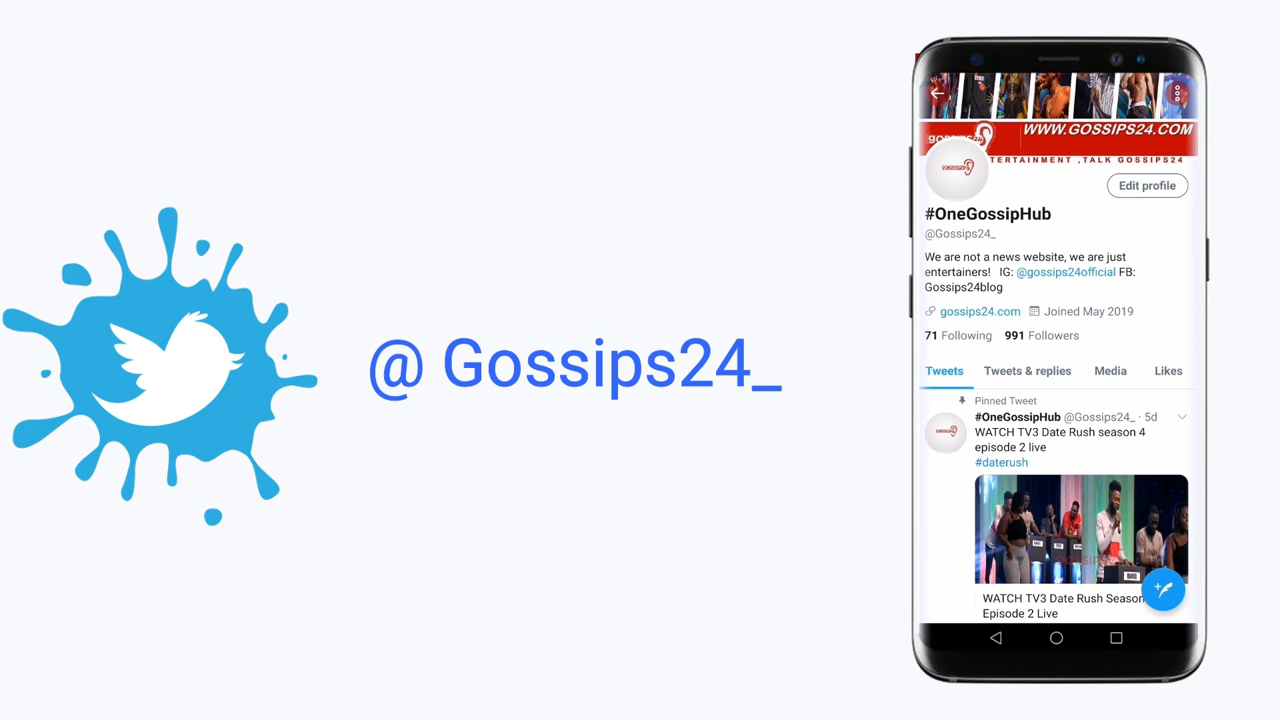 @ Gossips24_
WWW.GOSSIPS24.COM
TERTAINMENT ,TALK GOSSIPS24
Edit profile
#OneGossipHub
@Gossips24_
We are not a news website, we are just
entertainers! IG: @gossips24official FB:
Gossips24blog
gossips24.com Joined May 2019
71 Following 991 Followers
Tweets Tweets & replies Media Likes
Pinned Tweet
#OneGossipHub @Gossips24_ · 5d
WATCH TV3 Date Rush season 4
episode 2 live
#daterush
WATCH TV3 Date Rush Season
Episode 2 Live